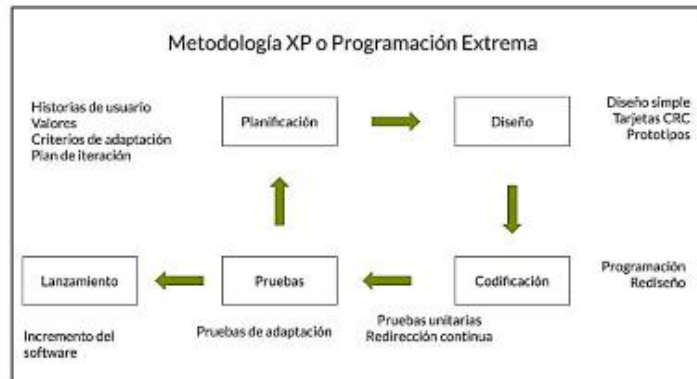 Metodología XP o Programación Extrema
Historias de usuario
Valores
Criterios de adaptación
Plan de iteración
Planificación
Diseño
Diseño simple
Tarjetas CRC
Prototipos
Lanzamiento
Pruebas
Codificación
Programación
Rediseño
Incremento del
software
Pruebas de adaptación
Pruebas unitarias
Redirección continua